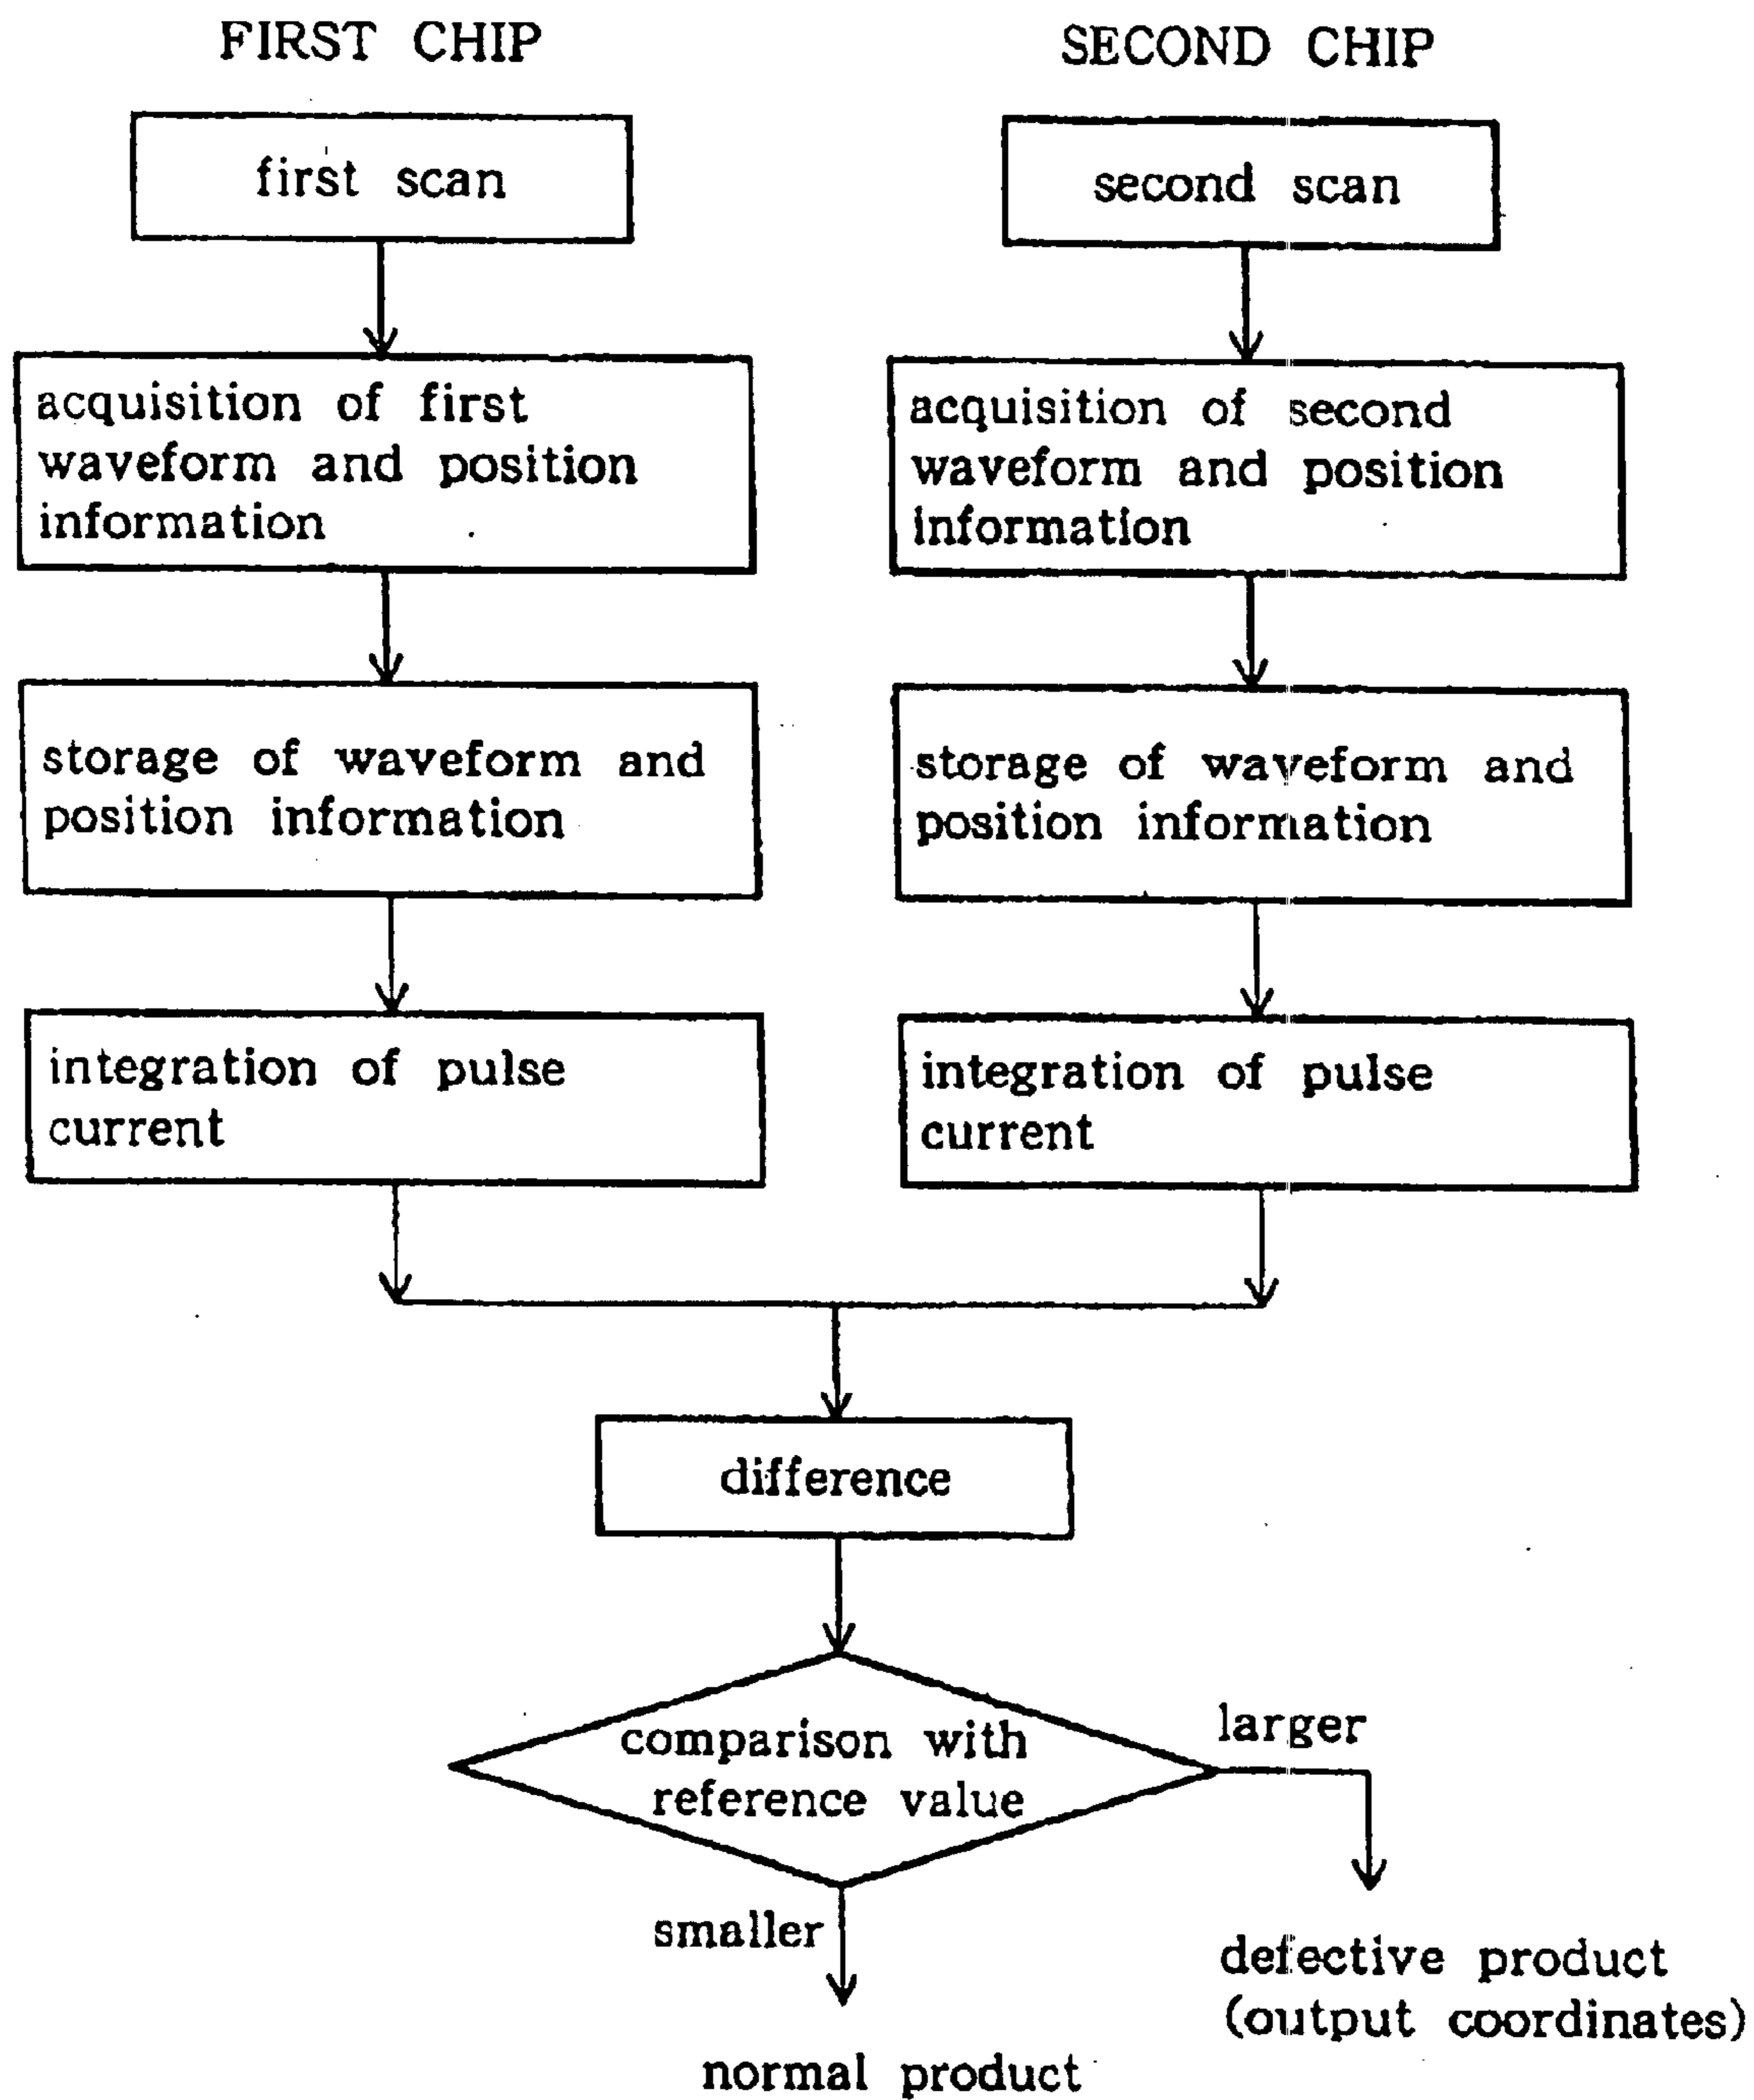 FIRST CHIP
first scan
acquisition of first
waveform and position
information
storage of waveform and
position information
integration of pulse
current
SECOND CHIP
second scan
acquisition of second
waveform and position
information
storage of waveform and
position information
integration of pulse
current
difference
comparison with
reference value
larger
smaller
defective product
(output coordinates)
normal product